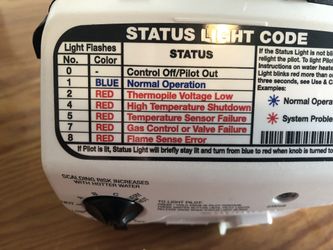 STATUS LIGHT CODE
Light Flashes
No. Color STATUS
0 - Control Off/Pilot Out
1 BLUE Normal Operation
2 RED Thermopile Voltage Low
4 RED High Temperature Shutdown
5 RED Temperature Sensor Failure
7 RED Gas Control or Valve Failure
8 RED Flame Sense Error
If Pilot is lit, Status Light will briefly stay lit and turn from blue to red when knob is turned to
If the Status Light is not bli
relight the pilot. To light Pilot
Instructions on water heate
Light blinks red more than
three seconds, see Use & C
Examples:
Normal Opera
System Proble
SCALDING RISK INCREASES
WITH HOTTER WATER
TO LIGHT PILOT: